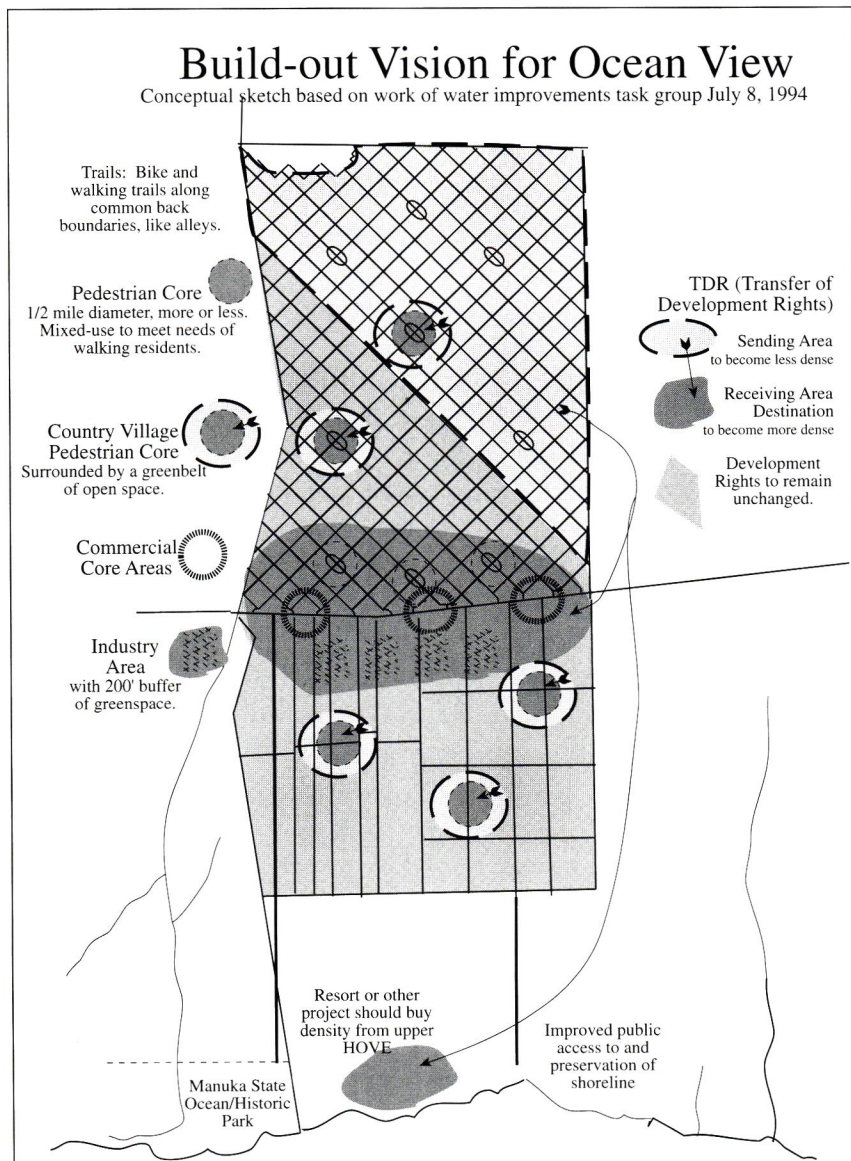 Build-out Vision for Ocean View
Conceptual sketch based on work of water improvements task group July 8, 1994
Trails: Bike and
walking trails along
common back
boundaries, like alleys.
Pedestrian Core
1/2 mile diameter, more or less.
Mixed-use to meet needs of
walking residents.
Country Village
Pedestrian Core
Surrounded by a greenbelt
of open space.
Commercial
Core Areas
Industry
Area
with 200' buffer
of greenspace.
TDR (Transfer of
Development Rights)
Sending Area
to become less dense
Receiving Area
Destination
to become more dense
Development
Rights to remain
unchanged.
Resort or other
project should buy
density from upper
HOVE
Improved public
access to and
preservation of
shoreline
Manuka State
Ocean/Historic
Park